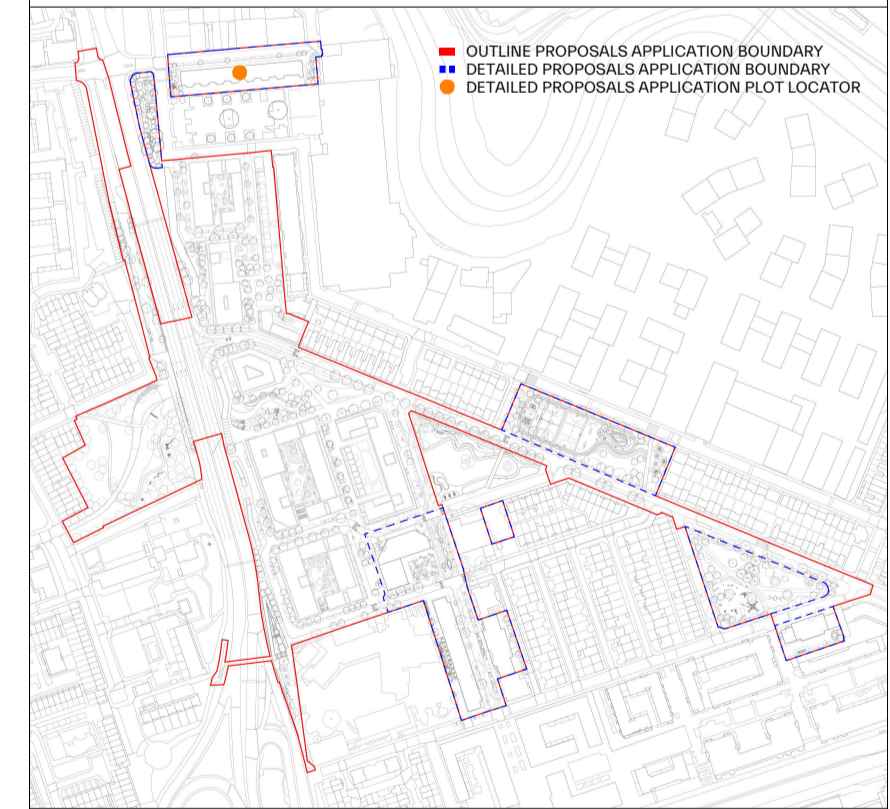 OUTLINE PROPOSALS APPLICATION BOUNDARY
DETAILED PROPOSALS APPLICATION BOUNDARY
DETAILED PROPOSALS APPLICATION PLOT LOCATOR